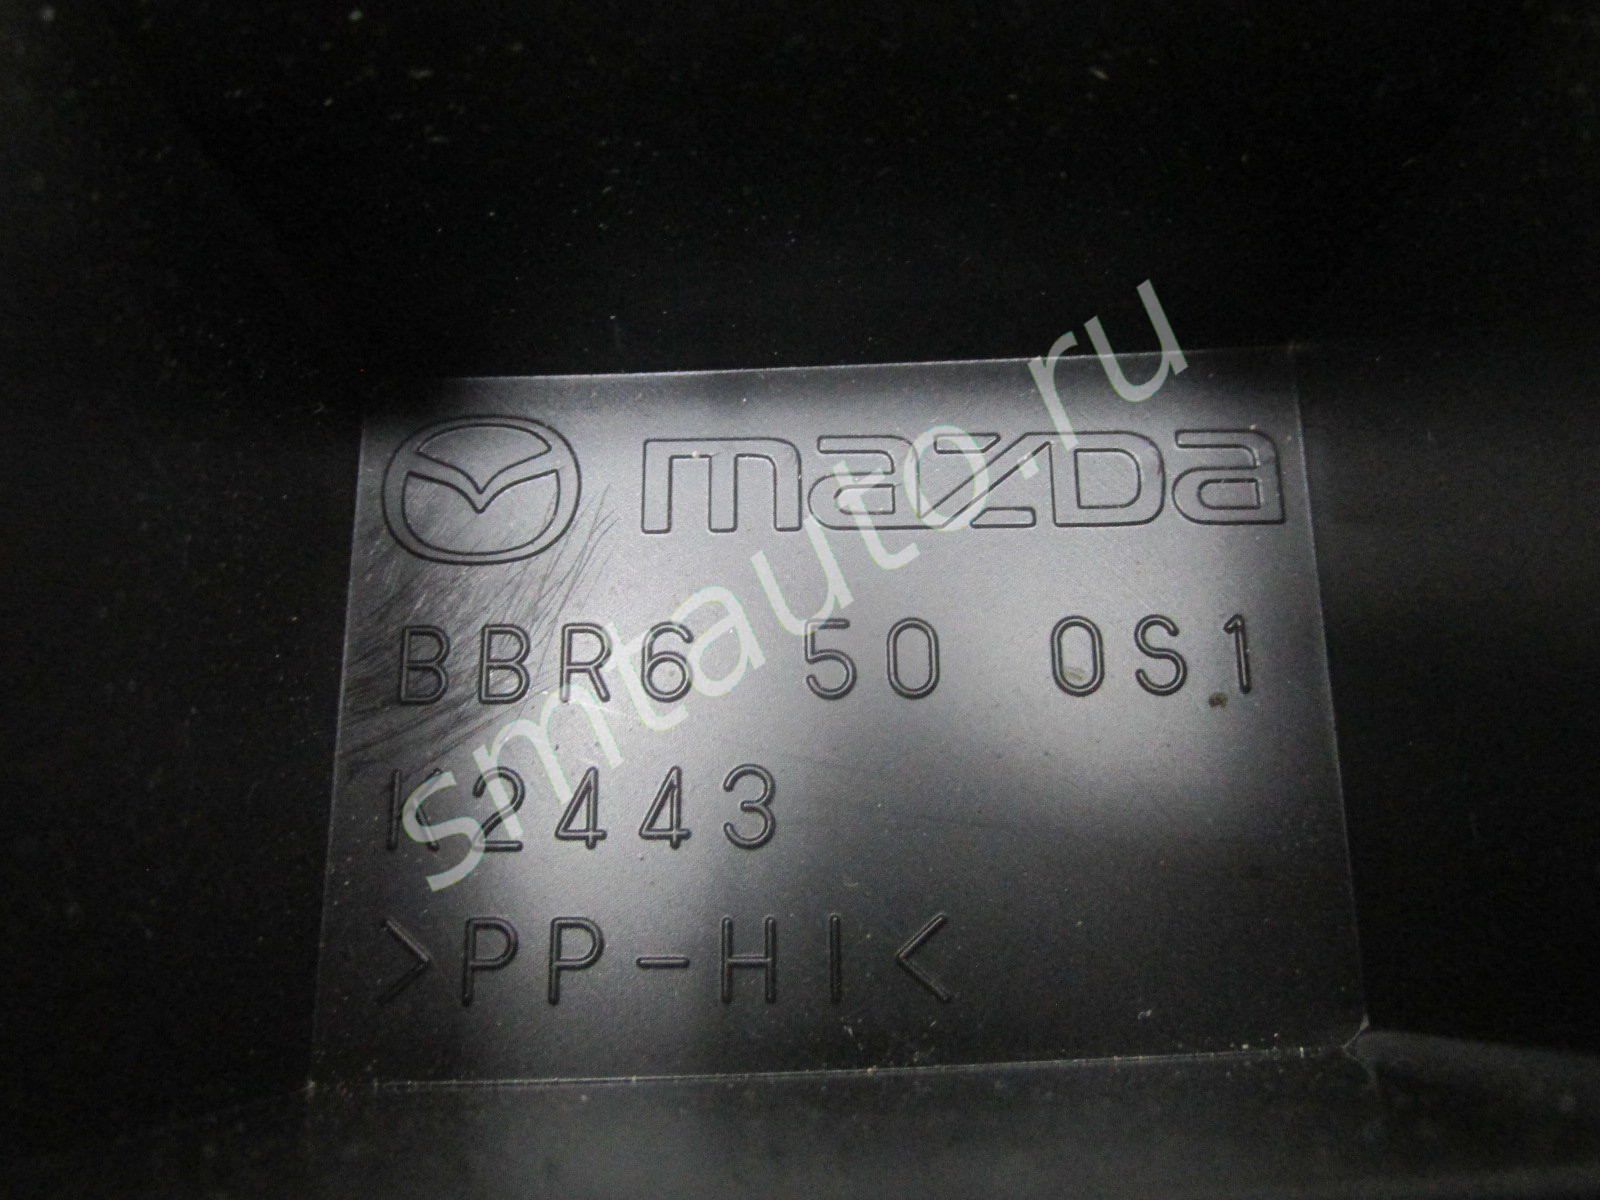 mazda
BBR6 50 0S1
K2443
>PP-HI<
smtauto.ru